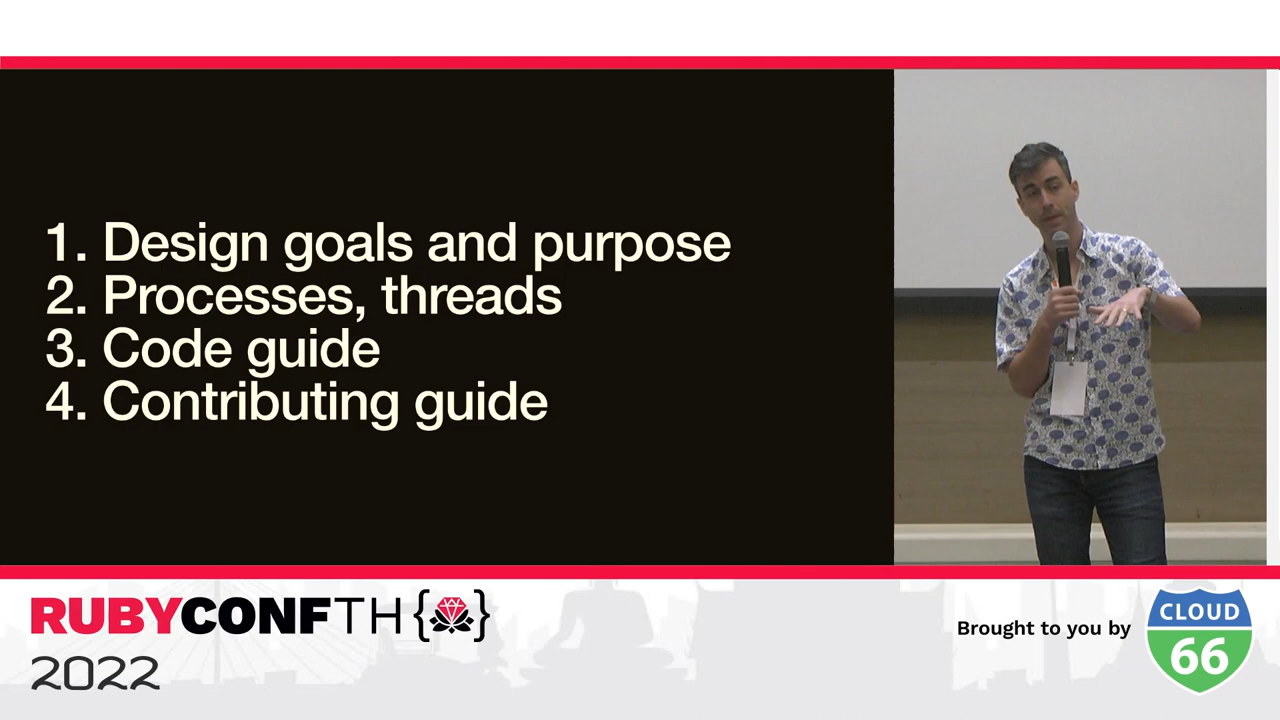 1. Design goals and purpose
2. Processes, threads
3. Code guide
4. Contributing guide
RUBYCONFTH
2022
Brought to you by
CLOUD
66